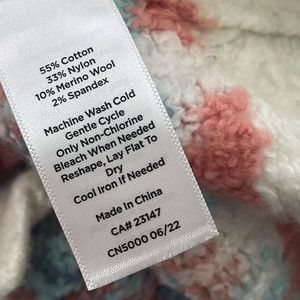 55% Cotton
33% Nylon
10% Merino Wool
2% Spandex
Machine Wash Cold
Gentle Cycle
Only Non-Chlorine
Bleach When Needed
Reshape, Lay Flat To
Dry
Cool Iron If Needed
Made In China
CA# 23147
CN5000 06/22